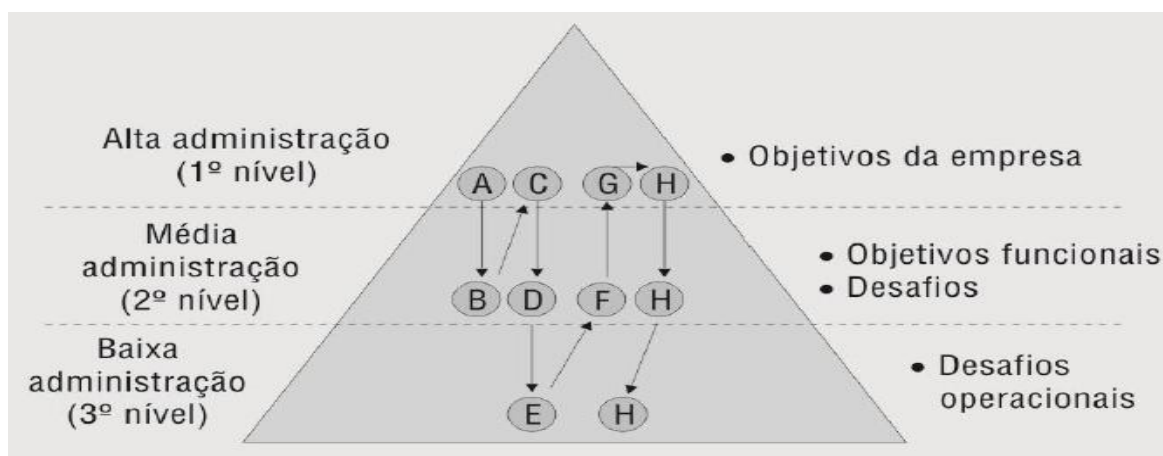 Alta administração
(1º nível)
A C G H
• Objetivos da empresa
Média
administração
(2º nível)
B D F H
• Objetivos funcionais
• Desafios
Baixa
administração
(3º nível)
E H
• Desafios
operacionais